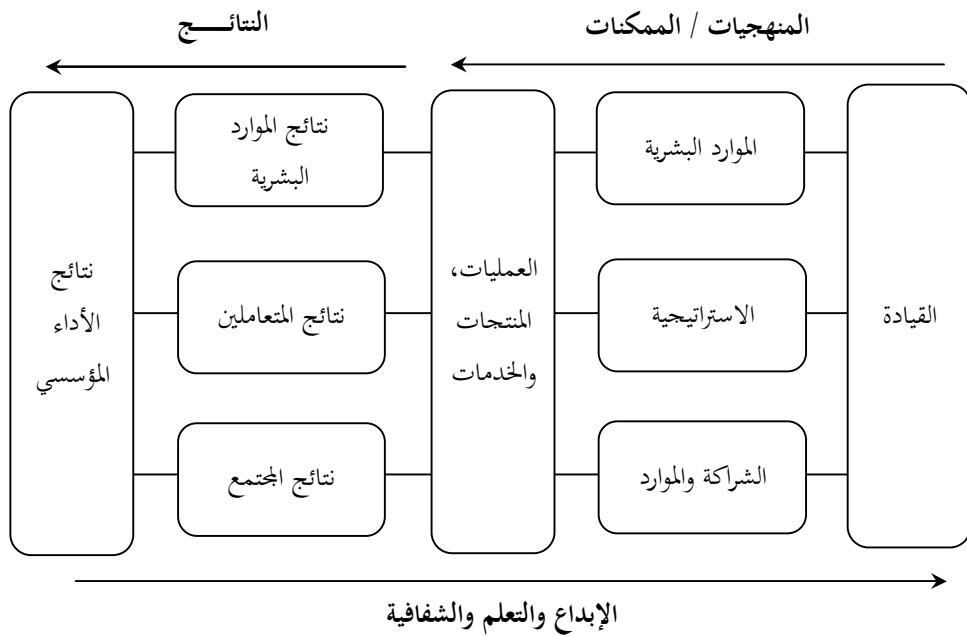 المنهجيات / الممكنات
النتائـــــج
القيادة
الموارد البشرية
الاستراتيجية
الشراكة والموارد
العمليات،
المنتجات
والخدمات
نتائج الموارد
البشرية
نتائج المتعاملين
نتائج المجتمع
نتائج
الأداء
المؤسسي
الإبداع والتعلم والشفافية